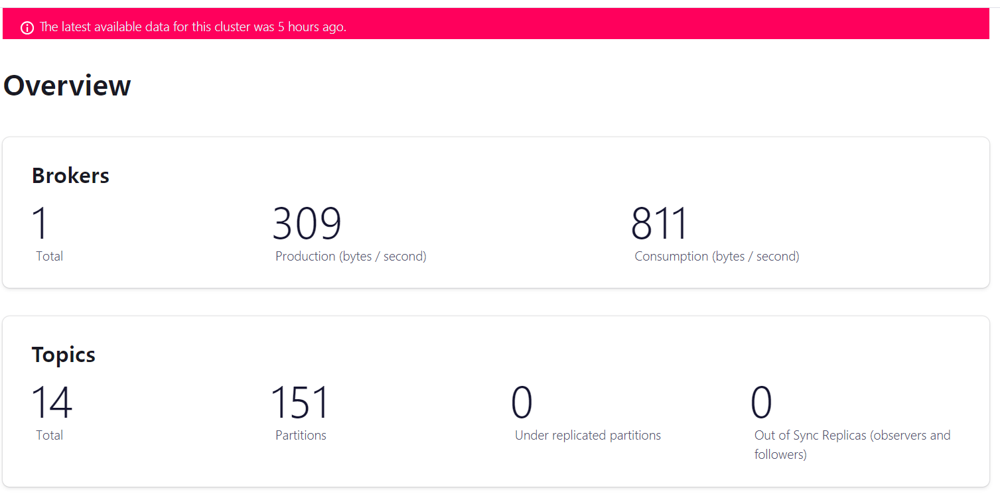 The latest available data for this cluster was 5 hours ago.
Overview
Brokers
1 309 811
Total Production (bytes / second) Consumption (bytes / second)
Topics
14 151 0 0
Total Partitions Under replicated partitions Out of Sync Replicas (observers and
followers)